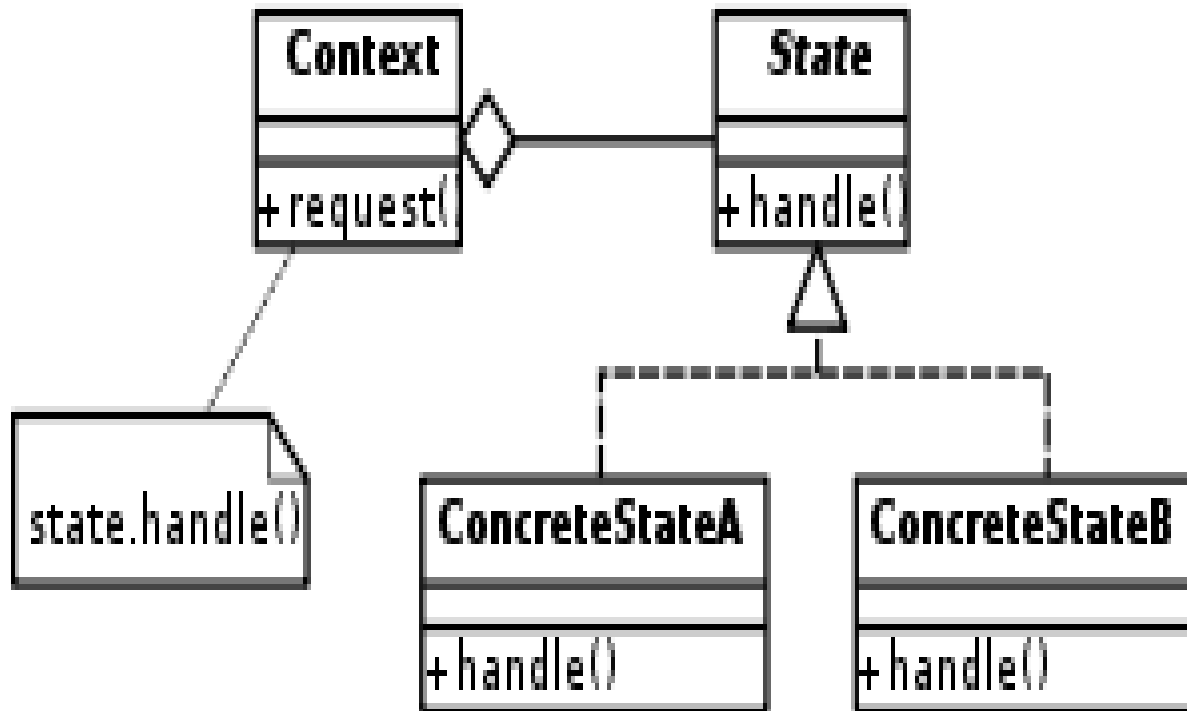 Context
+request()
State
+handle()
state.handle()
ConcreteStateA
+handle()
ConcreteStateB
+handle()